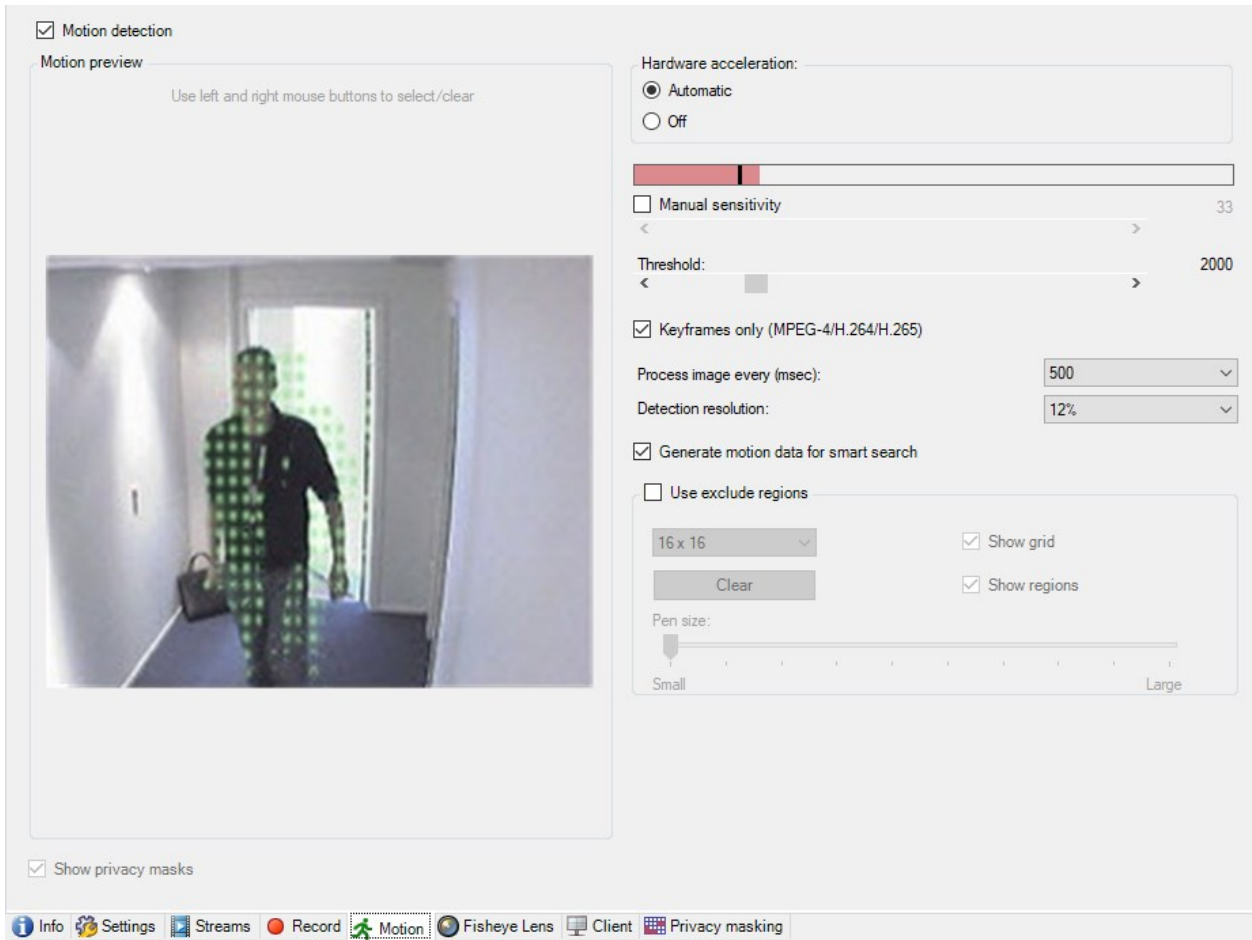 Motion detection
Motion preview
Use left and right mouse buttons to select/clear
Hardware acceleration:
Automatic
Off
Manual sensitivity 33
Threshold: 2000
Keyframes only (MPEG-4/H.264/H.265)
Process image every (msec): 500
Detection resolution: 12%
Generate motion data for smart search
Use exclude regions
16 x 16 Show grid
Clear Show regions
Pen size:
Small Large
Show privacy masks
Info Settings Streams Record Motion Fisheye Lens Client Privacy masking